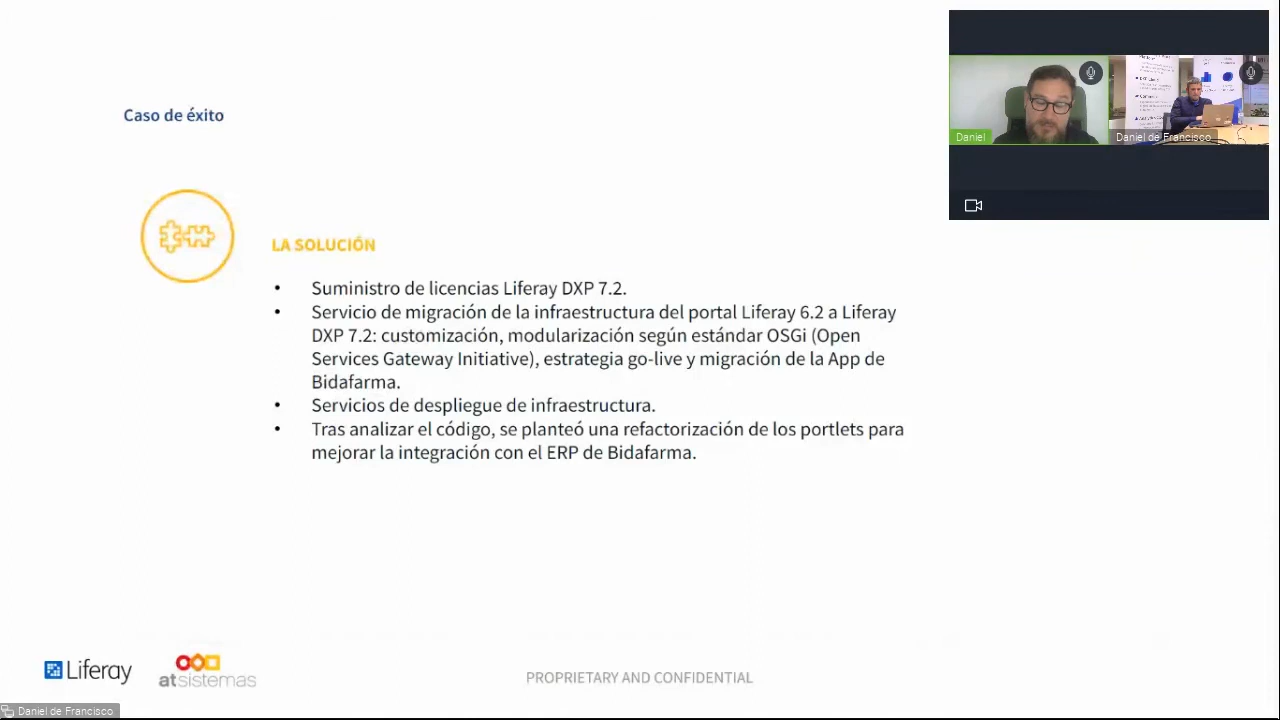 Caso de éxito
Daniel
Daniel de Francisco
LA SOLUCIÓN
• Suministro de licencias Liferay DXP 7.2.
• Servicio de migración de la infraestructura del portal Liferay 6.2 a Liferay
DXP 7.2: customización, modularización según estándar OSGi (Open
Services Gateway Initiative), estrategia go-live y migración de la App de
Bidafarma.
• Servicios de despliegue de infraestructura.
• Tras analizar el código, se planteó una refactorización de los portlets para
mejorar la integración con el ERP de Bidafarma.
Liferay
atsistemas
PROPRIETARY AND CONFIDENTIAL
Daniel de Francisco